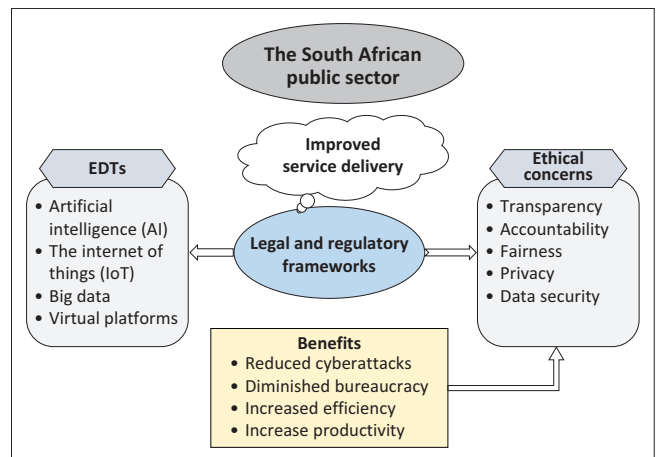 The South African
public sector
Improved
service delivery
EDTs
• Artificial
intelligence (AI)
• The internet of
things (IoT)
• Big data
• Virtual platforms
Legal and regulatory
frameworks
Ethical
concerns
• Transparency
• Accountability
• Fairness
• Privacy
• Data security
Benefits
• Reduced cyberattacks
• Diminished bureaucracy
• Increased efficiency
• Increase productivity